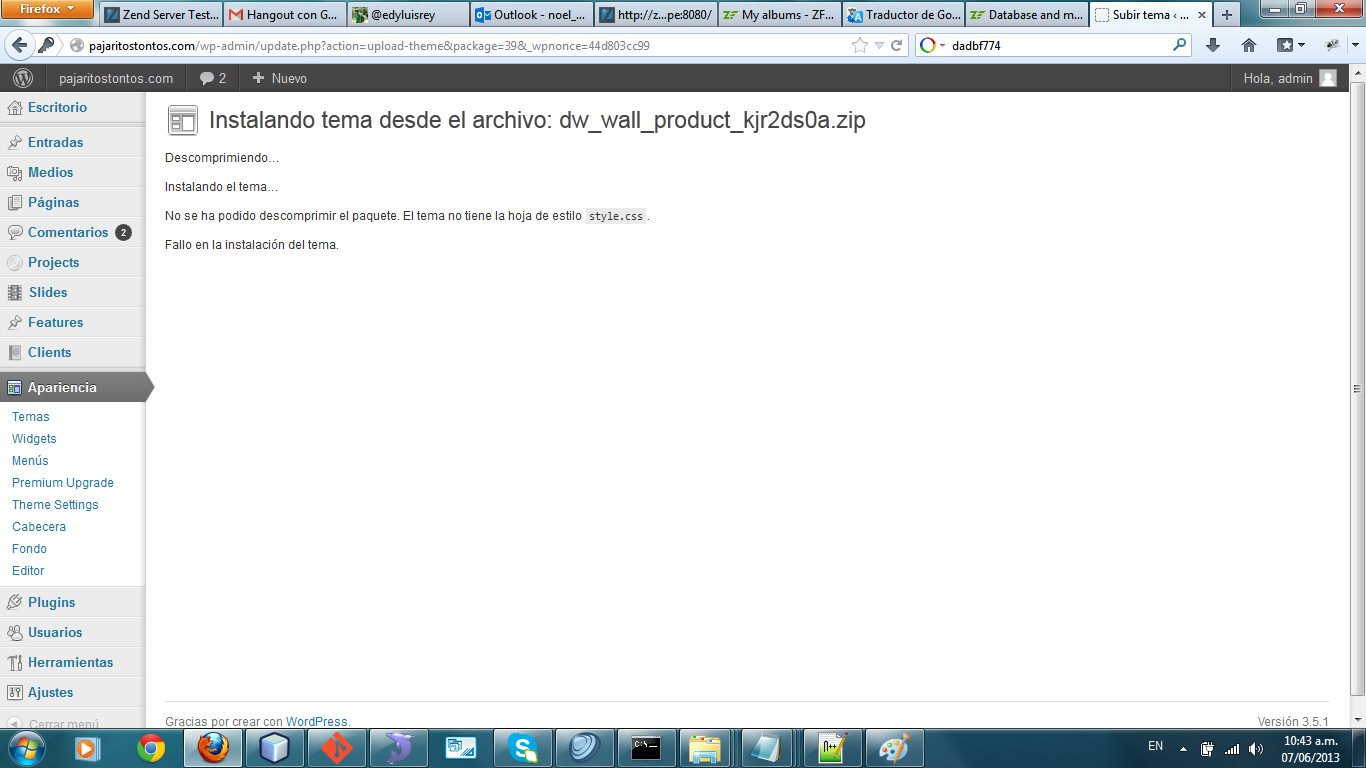 Firefox
Zend Server Test...
Hangout con G...
@edyluisrey
Outlook - noel_...
http://z...pe:8080/
My albums - ZF...
Traductor de Go...
Database and m...
Subir tema ‹ ...
pajaritostontos.com/wp-admin/update.php?action=upload-theme&package=39&_wpnonce=44d803cc99
dadbf774
pajaritostontos.com
2
Nuevo
Hola, admin
Escritorio
Entradas
Medios
Páginas
Comentarios 2
Projects
Slides
Features
Clients
Apariencia
Temas
Widgets
Menús
Premium Upgrade
Theme Settings
Cabecera
Fondo
Editor
Plugins
Usuarios
Herramientas
Ajustes
Cerrar menú
Instalando tema desde el archivo: dw_wall_product_kjr2ds0a.zip
Descomprimiendo…
Instalando el tema…
No se ha podido descomprimir el paquete. El tema no tiene la hoja de estilo style.css.
Fallo en la instalación del tema.
Gracias por crear con WordPress.
Versión 3.5.1
EN
10:43 a.m.
07/06/2013